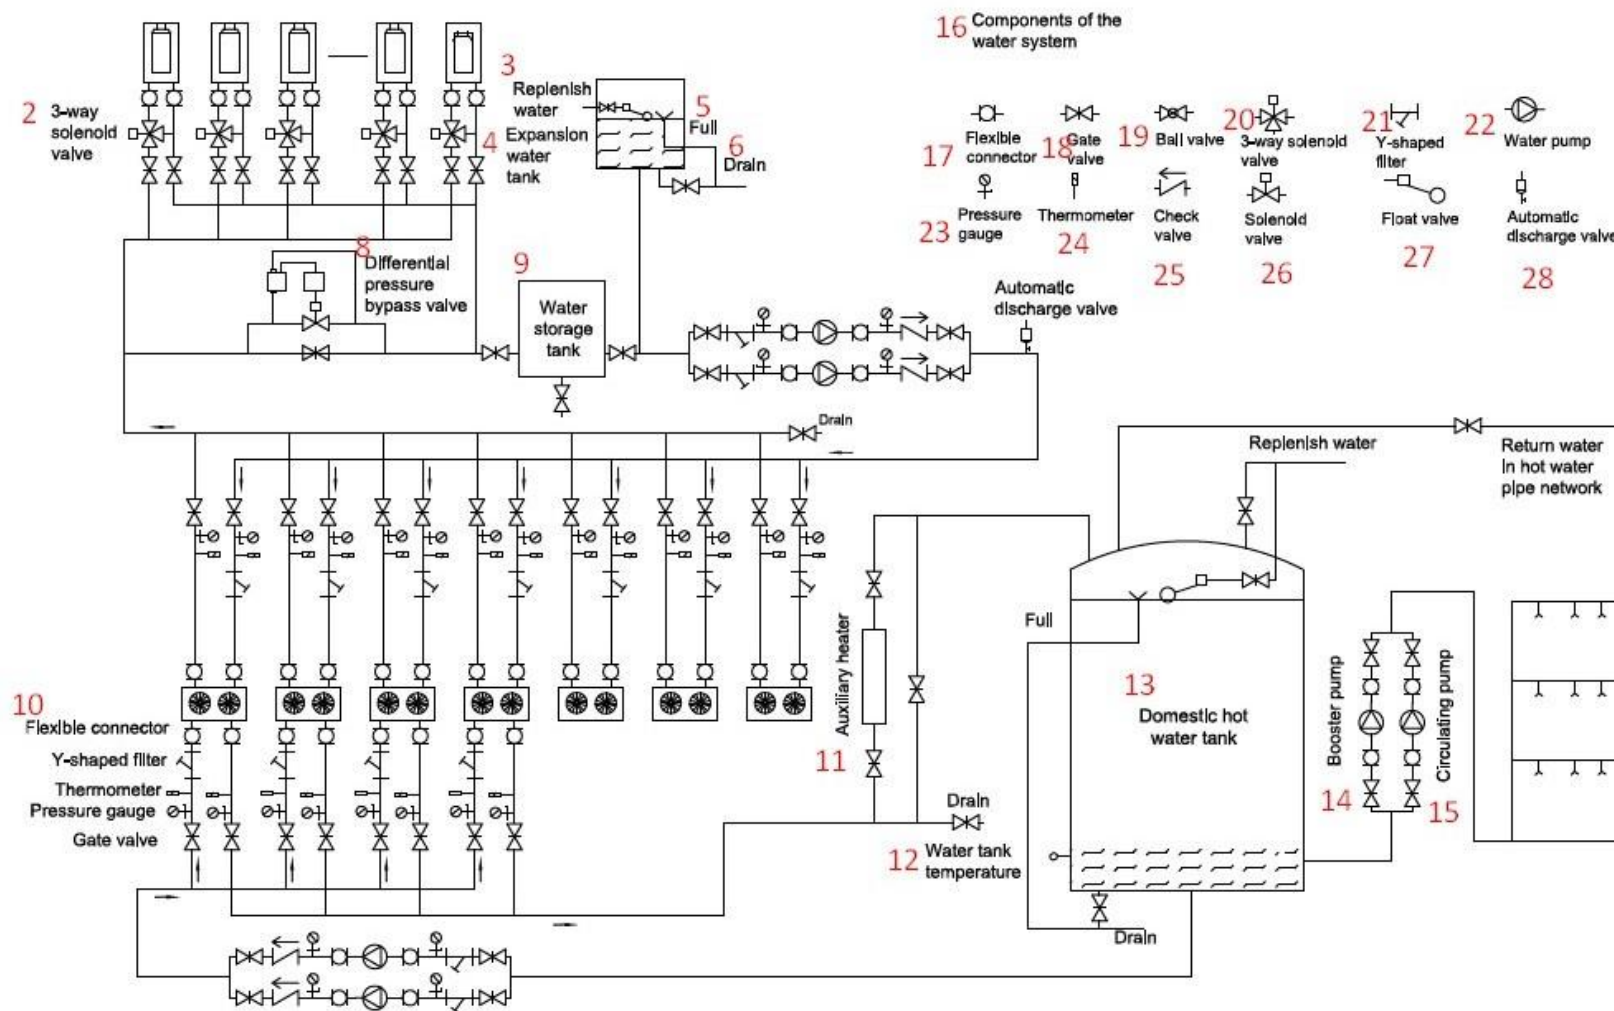 16 Components of the
water system
3
Replenish
water
2 3-way
solenoid
valve
4 Expansion
water
tank
5
Full
6
Drain
17 Flexible
connector
18 Gate
valve
19 Ball valve
20 3-way solenoid
valve
21 Y-shaped
filter
22 Water pump
23 Pressure
gauge
Thermometer
24
Check
valve
25
Solenoid
valve
26
Float valve
27
Automatic
discharge valve
28
8
Differential
pressure
bypass valve
9
Water
storage
tank
Automatic
discharge valve
Drain
Replenish water
Return water
in hot water
pipe network
Full
10
Flexible connector
Y-shaped filter
Thermometer
Pressure gauge
Gate valve
Auxiliary heater
11
13
Domestic hot
water tank
Booster pump
14
Circulating pump
15
Drain
12 Water tank
temperature
Drain